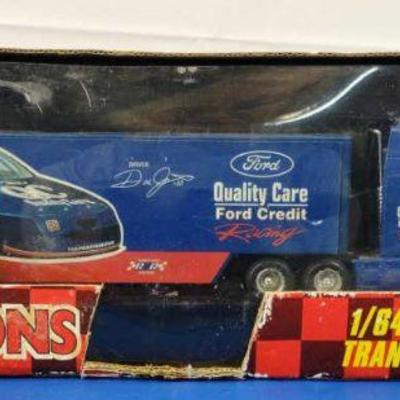 DRIVER
Ford
Quality Care
Ford Credit
Racing
ONS
1/64
TRAN